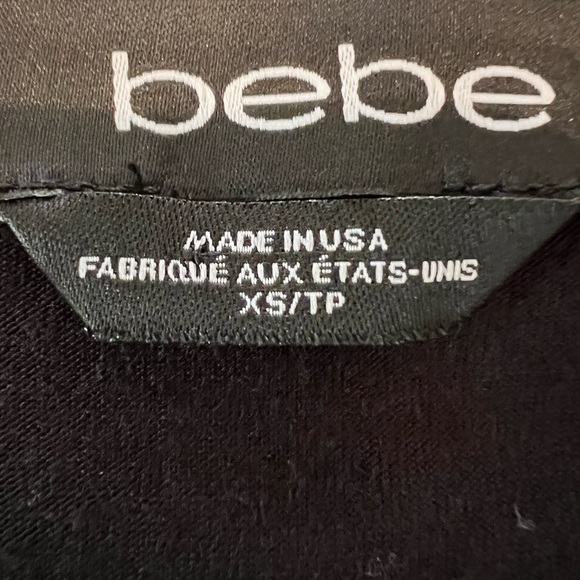 bebe
MADE IN USA
FABRIQUÉ AUX ÉTATS-UNIS
XS/TP